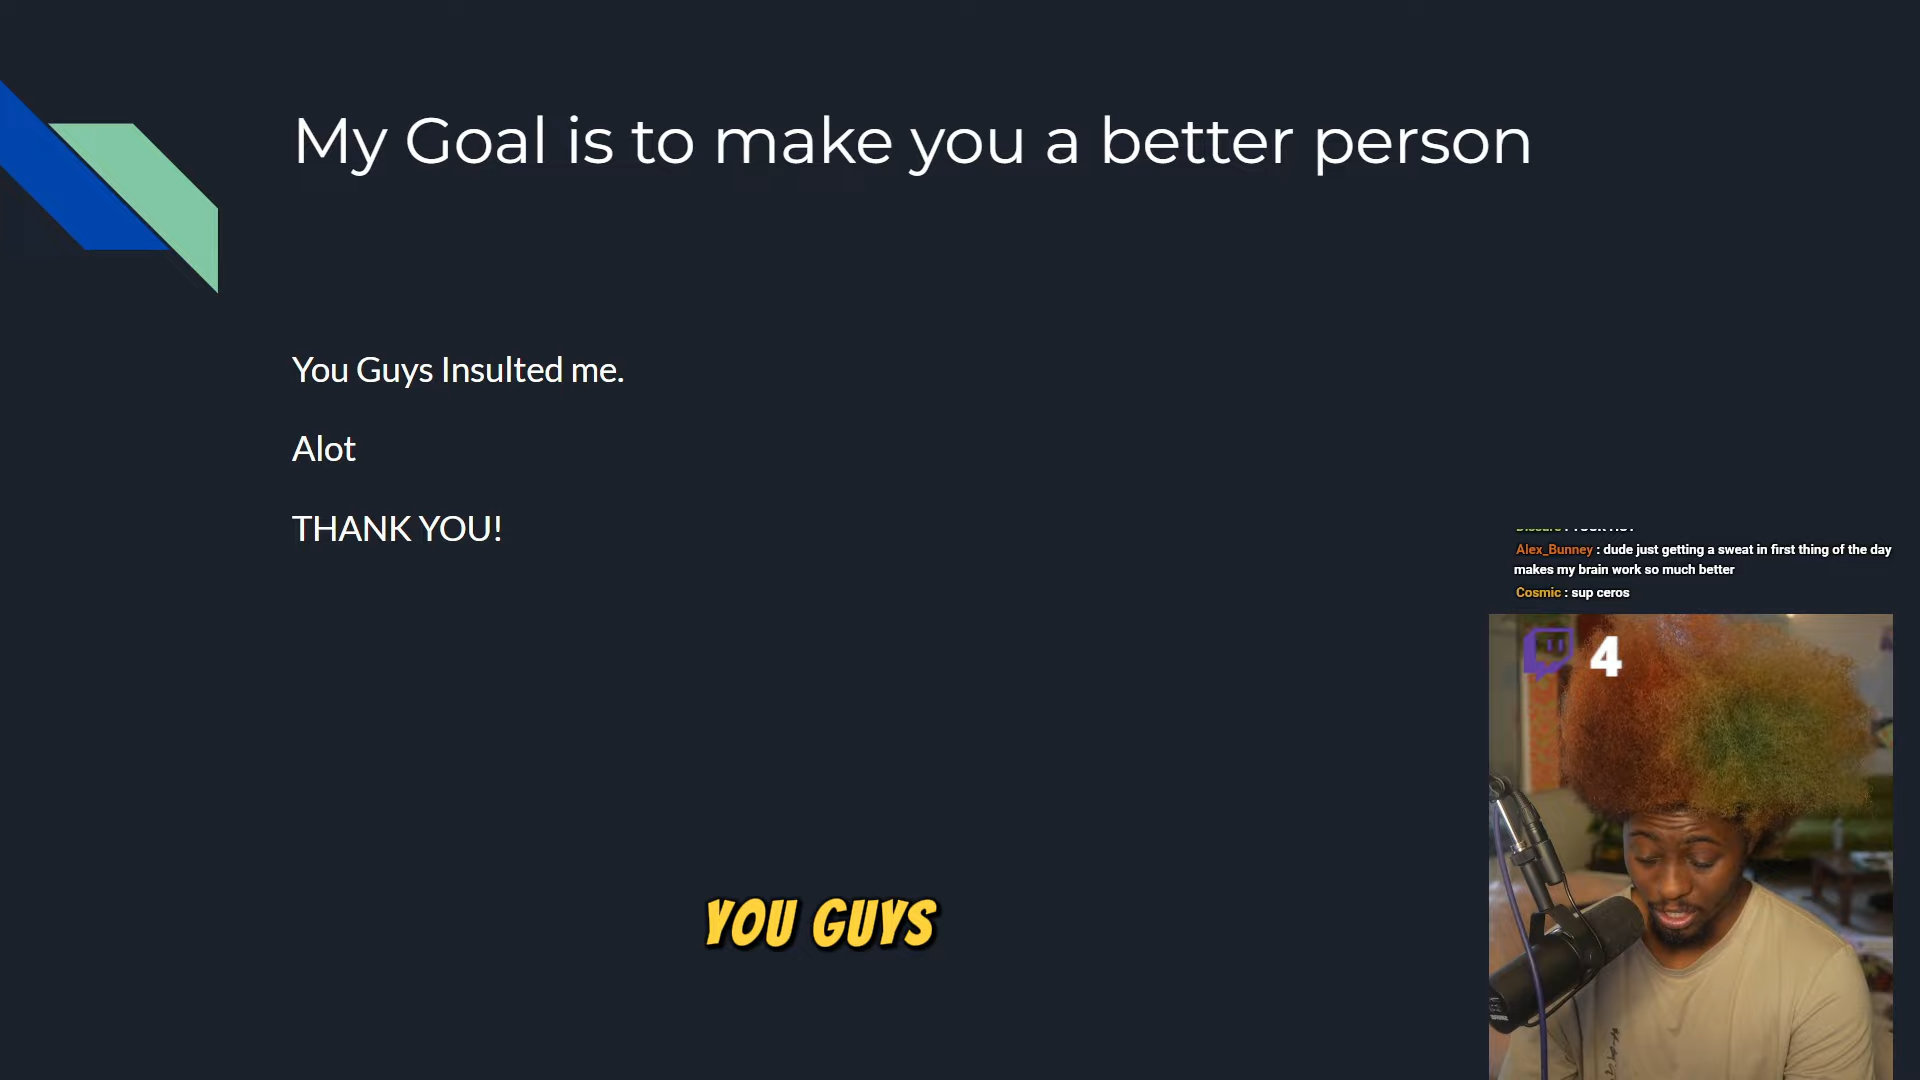 My Goal is to make you a better person
You Guys Insulted me.
Alot
THANK YOU!
Alex_Bunney : dude just getting a sweat in first thing of the day
makes my brain work so much better
Cosmic : sup ceros
4
YOU GUYS